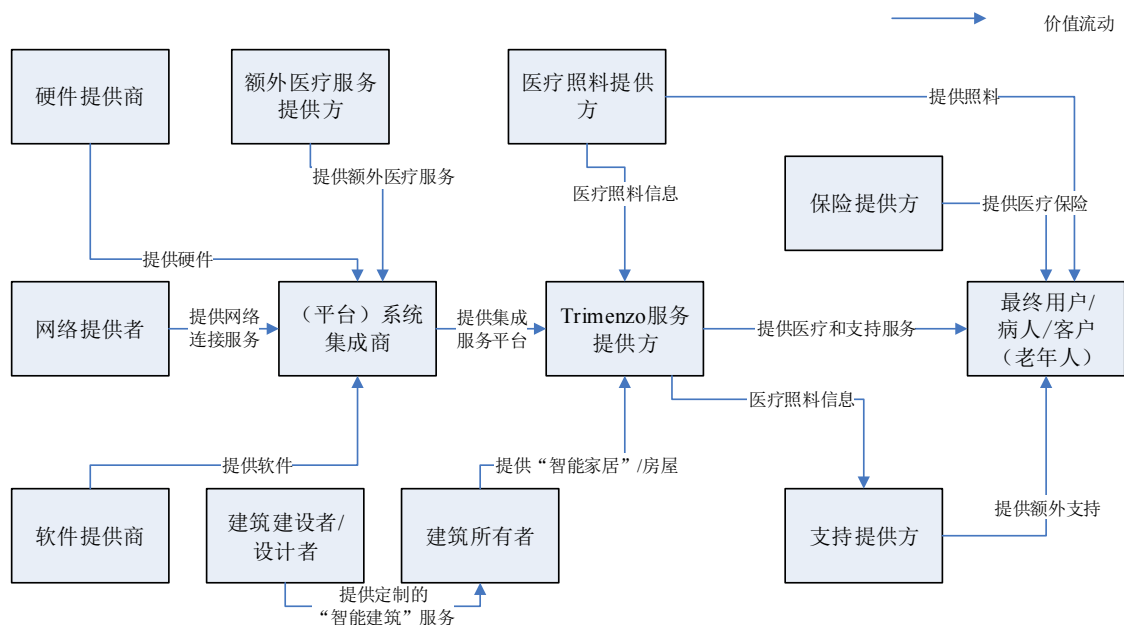 价值流动
硬件提供商
额外医疗服务
提供方
医疗照料提供
方
提供照料
提供额外医疗服务
医疗照料信息
保险提供方
提供医疗保险
提供硬件
网络提供者
提供网络
连接服务
（平台）系统
集成商
提供集成
服务平台
Trimenzo服务
提供方
提供医疗和支持服务
最终用户/
病人/客户
（老年人）
医疗照料信息
提供软件
提供“智能家居”/房屋
软件提供商
建筑建设者/
设计者
建筑所有者
支持提供方
提供额外支持
提供定制的
“智能建筑”服务